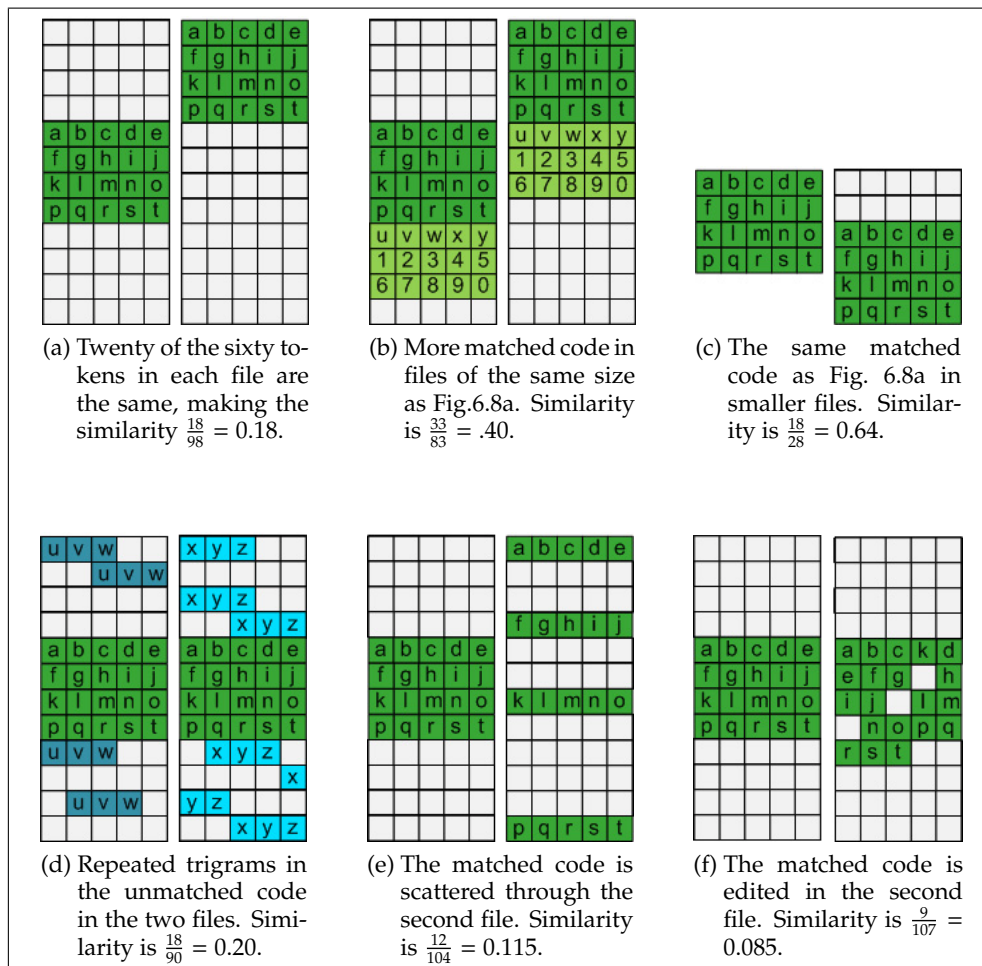 a b c d e
f g h i j
k l m n o
p q r s t
a b c d e
f g h i j
k l m n o
p q r s t
(a) Twenty of the sixty to-
kens in each file are
the same, making the
similarity 18/98 = 0.18.
a b c d e
f g h i j
k l m n o
p q r s t
u v w x y
1 2 3 4 5
6 7 8 9 0
a b c d e
f g h i j
k l m n o
p q r s t
u v w x y
1 2 3 4 5
6 7 8 9 0
(b) More matched code in
files of the same size
as Fig.6.8a. Similarity
is 33/83 = .40.
a b c d e
f g h i j
k l m n o
p q r s t
a b c d e
f g h i j
k l m n o
p q r s t
(c) The same matched
code as Fig. 6.8a in
smaller files. Similar-
ity is 18/28 = 0.64.
u v w
u v w
a b c d e
f g h i j
k l m n o
p q r s t
u v w
u v w
x y z
x y z
x y z
a b c d e
f g h i j
k l m n o
p q r s t
x y z
x
y z
x y z
(d) Repeated trigrams in
the unmatched code
in the two files. Simi-
larity is 18/90 = 0.20.
a b c d e
f g h i j
k l m n o
p q r s t
a b c d e
f g h i j
k l m n o
p q r s t
(e) The matched code is
scattered through the
second file. Similarity
is 12/104 = 0.115.
a b c d e
f g h i j
k l m n o
p q r s t
a b c k d
e f g h
i j l m
n o p q
r s t
(f) The matched code is
edited in the second
file. Similarity is 9/107 =
0.085.